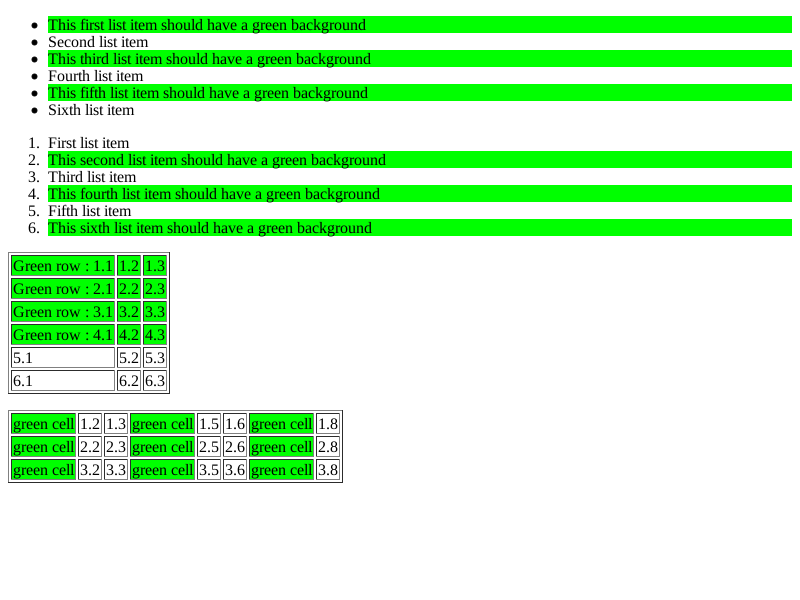 • This first list item should have a green background
• Second list item
• This third list item should have a green background
• Fourth list item
• This fifth list item should have a green background
• Sixth list item
1. First list item
2. This second list item should have a green background
3. Third list item
4. This fourth list item should have a green background
5. Fifth list item
6. This sixth list item should have a green background
Green row : 1.1 1.2 1.3
Green row : 2.1 2.2 2.3
Green row : 3.1 3.2 3.3
Green row : 4.1 4.2 4.3
5.1 5.2 5.3
6.1 6.2 6.3
green cell 1.2 1.3 green cell 1.5 1.6 green cell 1.8
green cell 2.2 2.3 green cell 2.5 2.6 green cell 2.8
green cell 3.2 3.3 green cell 3.5 3.6 green cell 3.8